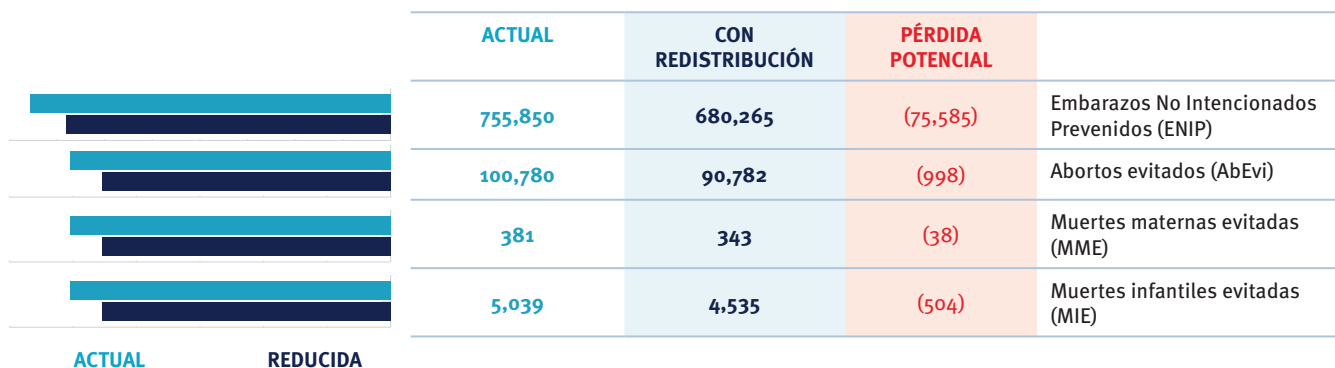 ACTUAL
CON
REDISTRIBUCIÓN
PÉRDIDA
POTENCIAL
755,850
680,265
(75,585)
Embarazos No Intencionados
Prevenidos (ENIP)
100,780
90,782
(998)
Abortos evitados (AbEvi)
381
343
(38)
Muertes maternas evitadas
(MME)
5,039
4,535
(504)
Muertes infantiles evitadas
(MIE)
ACTUAL
REDUCIDA